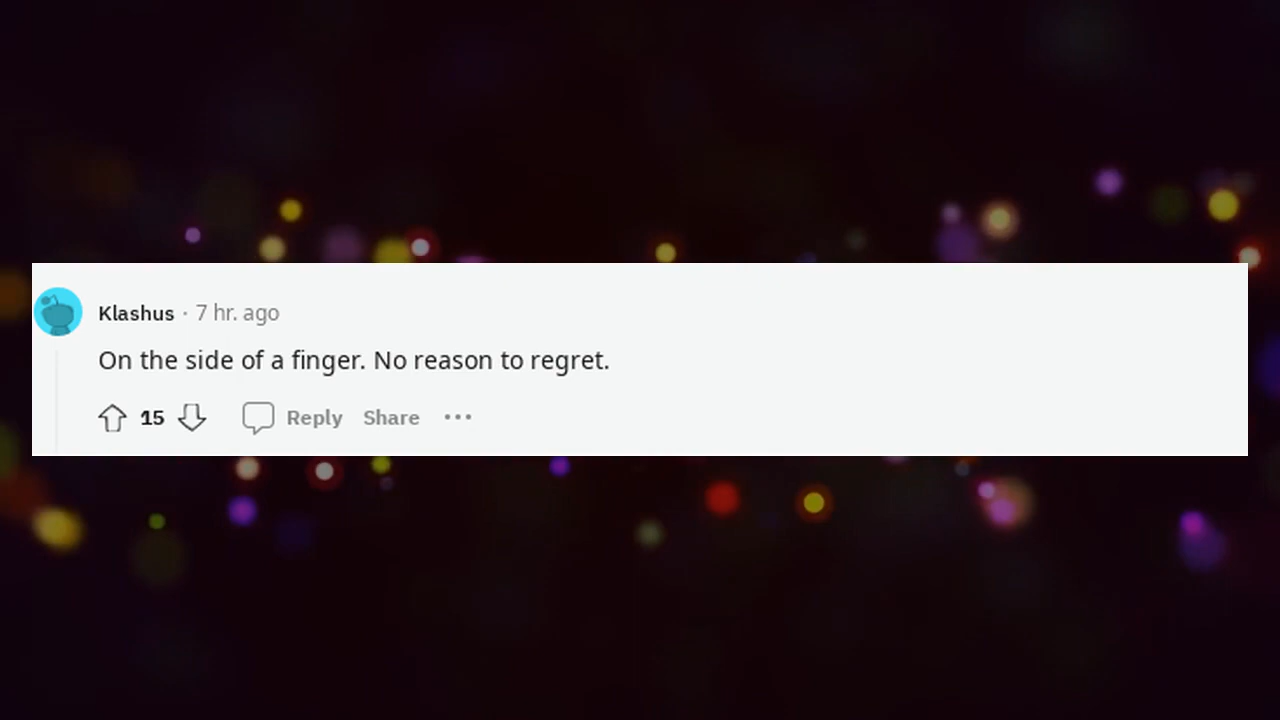 Klashus · 7 hr. ago
On the side of a finger. No reason to regret.
15 Reply Share ...